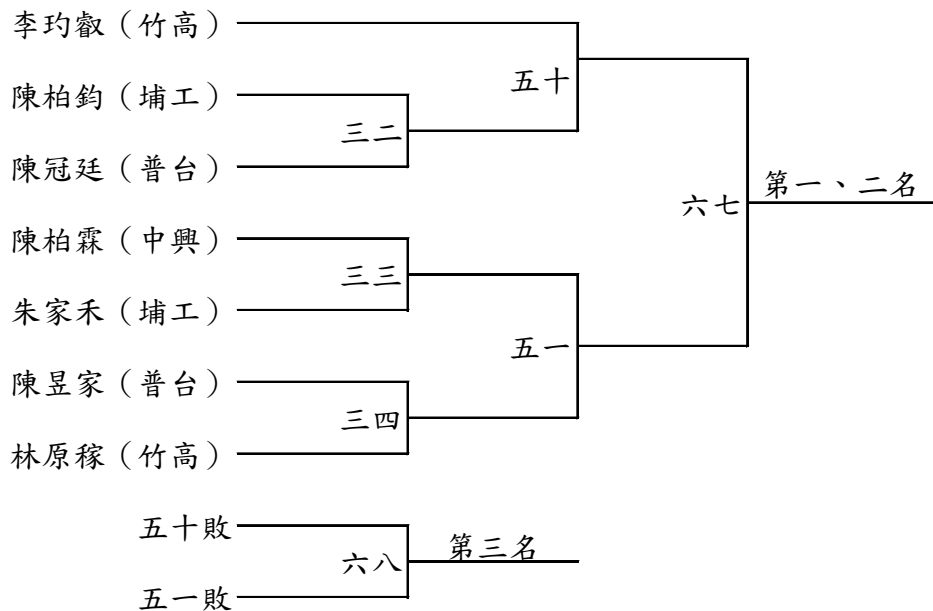 李玓叡（竹高）
五十
陳柏鈞（埔工）
三二
陳冠廷（普台）
第一、二名
六七
陳柏霖（中興）
三三
朱家禾（埔工）
五一
陳昱家（普台）
三四
林原稼（竹高）
五十敗
六八
第三名
五一敗